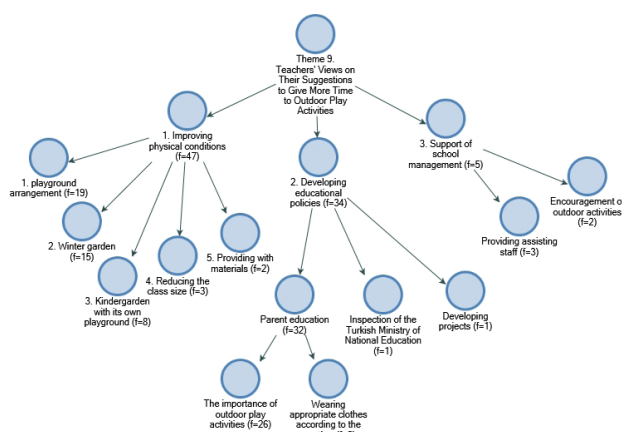 Theme 9.
Teachers' Views on
Their Suggestions
to Give More Time
to Outdoor Play
Activities
1. Improving
physical conditions
(f=47)
3. Support of
school
management (f=5)
1. playground
arrangement (f=19)
2. Developing
educational
policies (f=34)
Encouragement o
outdoor activities
(f=2)
2. Winter garden
(f=15)
5. Providing with
materials (f=2)
Providing assisting
staff (f=3)
4. Reducing the
class size (f=3)
3. Kindergarden
with its own
playground (f=8)
Parent education
(f=32)
Inspection of the
Turkish Ministry of
National Education
(f=1)
Developing
projects (f=1)
The importance of
outdoor play
activities (f=26)
Wearing
appropriate clothes
according to the